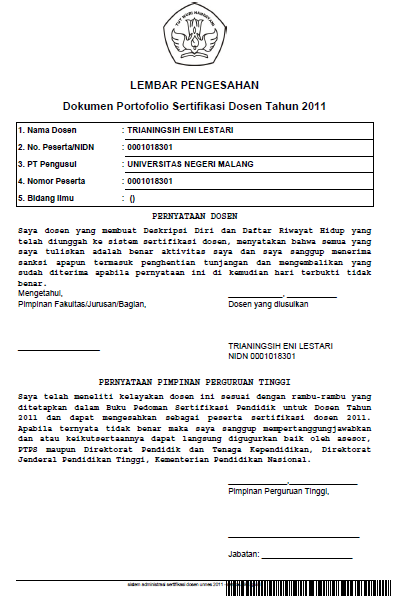 TUT WURI HANDAYANI
LEMBAR PENGESAHAN
Dokumen Portofolio Sertifikasi Dosen Tahun 2011
1. Nama Dosen : TRIANINGSIH ENI LESTARI
2. No. Peserta/NIDN : 0001018301
3. PT Pengusul : UNIVERSITAS NEGERI MALANG
4. Nomor Peserta : 0001018301
5. Bidang Ilmu : ()
PERNYATAAN DOSEN
Saya dosen yang membuat Deskripsi Diri dan Daftar Riwayat Hidup yang
telah diunggah ke sistem sertifikasi dosen, menyatakan bahwa semua yang
saya tuliskan adalah benar aktivitas saya dan saya sanggup menerima
sanksi apapun termasuk penghentian tunjangan dan mengembalikan yang
sudah diterima apabila pernyataan ini di kemudian hari terbukti tidak
benar.
Mengetahui,
Pimpinan Fakultas/Jurusan/Bagian,
____________, ___________
Dosen yang diusulkan
__________________
TRIANINGSIH ENI LESTARI
NIDN 0001018301
PERNYATAAN PIMPINAN PERGURUAN TINGGI
Saya telah meneliti kelayakan dosen ini sesuai dengan rambu-rambu yang
ditetapkan dalam Buku Pedoman Sertifikasi Pendidik untuk Dosen Tahun
2011 dan dapat mengesahkan sebagai peserta sertifikasi dosen 2011.
Apabila ternyata tidak benar maka saya sanggup mempertanggungjawabkan
dan atau keikutsertaannya dapat langsung digugurkan baik oleh asesor,
PTPS maupun Direktorat Pendidik dan Tenaga Kependidikan, Direktorat
Jenderal Pendidikan Tinggi, Kementerian Pendidikan Nasional.
_____________,_______________
Pimpinan Perguruan Tinggi,
_____________________________
Jabatan: ____________________
sistem administrasi sertifikasi dosen unnes 2011